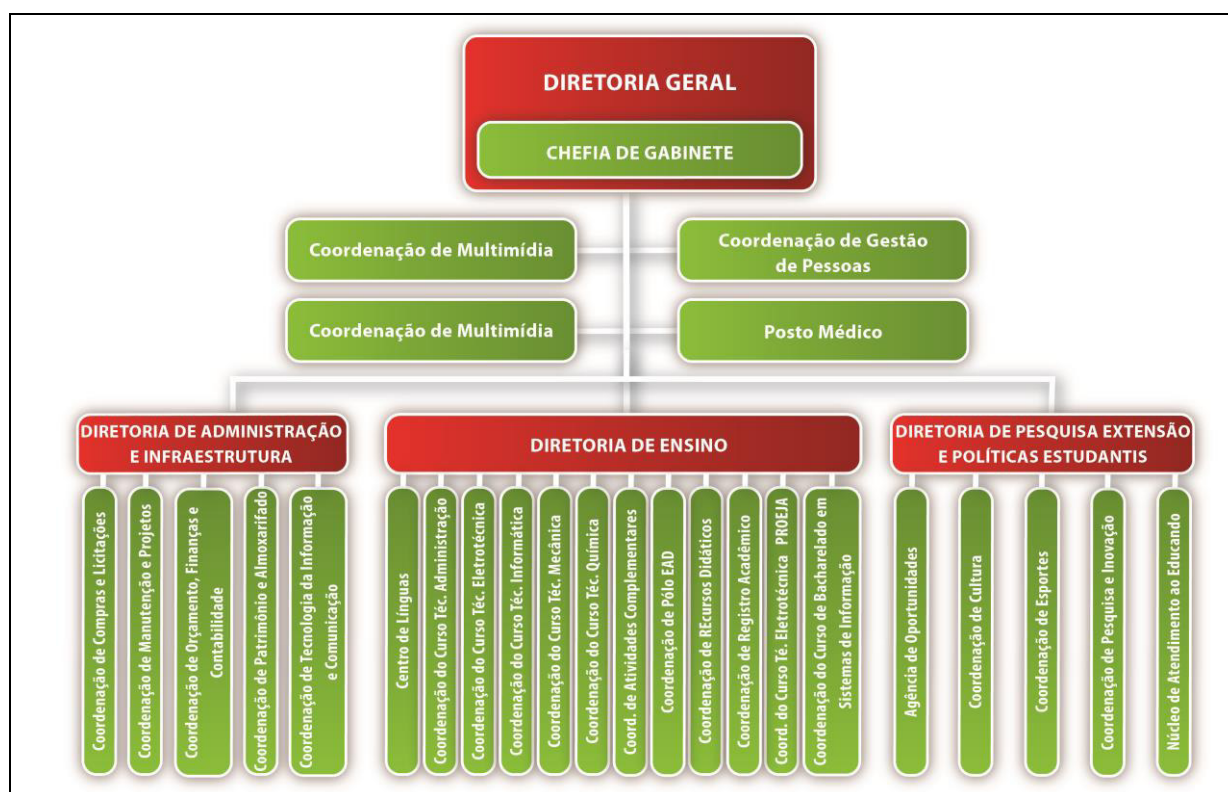 DIRETORIA GERAL
CHEFIA DE GABINETE
Coordenação de Multimídia
Coordenação de Gestão
de Pessoas
Coordenação de Multimídia
Posto Médico
DIRETORIA DE ADMINISTRAÇÃO
E INFRAESTRUTURA
DIRETORIA DE ENSINO
DIRETORIA DE PESQUISA EXTENSÃO
E POLÍTICAS ESTUDANTIS
Coordenação de Compras e Licitações
Coordenação de Manutenção e Projetos
Coordenação de Orçamento, Finanças e
Contabilidade
Coordenação de Patrimônio e Almoxarifado
Coordenação de Tecnologia da Informação
e Comunicação
Centro de Línguas
Coordenação do Curso Téc. Administração
Coordenação do Curso Téc. Eletrotécnica
Coordenação do Curso Téc. Informática
Coordenação do Curso Téc. Mecânica
Coordenação do Curso Téc. Química
Coord. de Atividades Complementares
Coordenação de Pólo EAD
Coordenação de REcursos Didáticos
Coordenação de Registro Acadêmico
Coord. do Curso Té. Eletrotécnica PROEJA
Coordenação do Curso de Bacharelado em
Sistemas de Informação
Agência de Oportunidades
Coordenação de Cultura
Coordenação de Esportes
Coordenação de Pesquisa e Inovação
Núcleo de Atendimento ao Educando